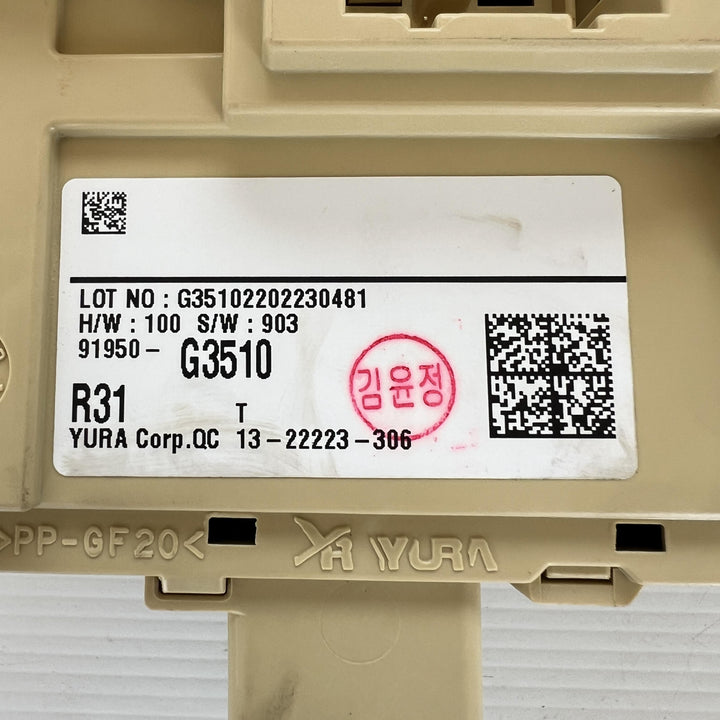 LOT NO : G35102202230481
H/W : 100 S/W : 903
91950- G3510
R31 T
김윤정
YURA Corp.QC 13-22223-306
>PP-GF20<
YR YURA